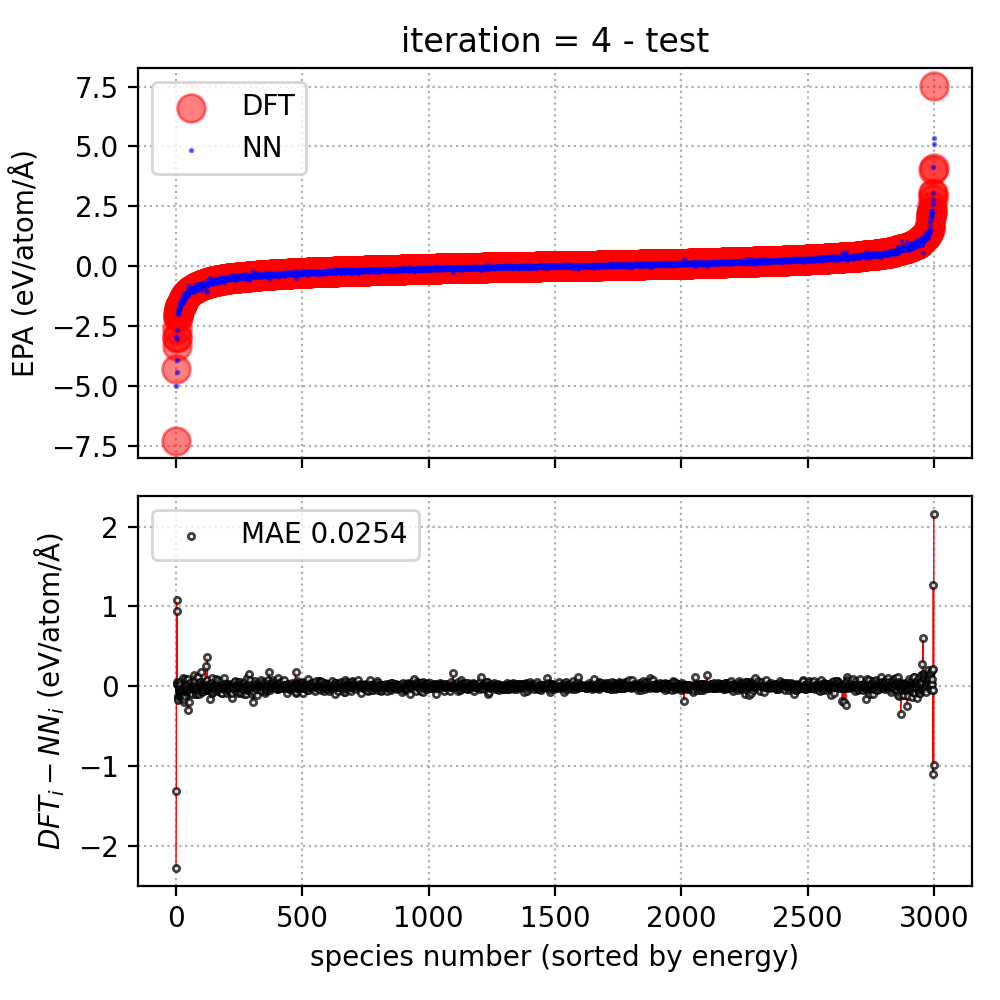 iteration = 4 - test
EPA (eV/atom/Å)
7.5
5.0
2.5
0.0
−2.5
−5.0
−7.5
DFT
NN
DFTᵢ − NNᵢ (eV/atom/Å)
2
1
0
−1
−2
MAE 0.0254
0 500 1000 1500 2000 2500 3000
species number (sorted by energy)